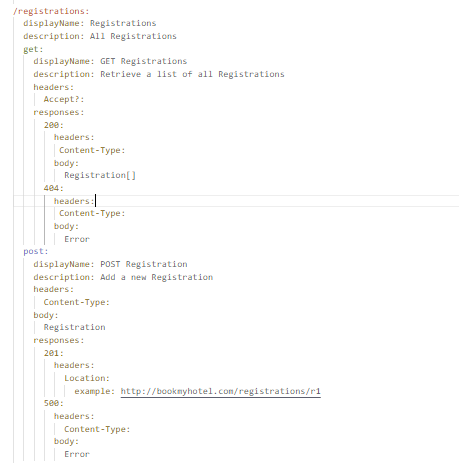 /registrations:
  displayName: Registrations
  description: All Registrations
  get:
    displayName: GET Registrations
    description: Retrieve a list of all Registrations
    headers:
      Accept?:
    responses:
      200:
        headers:
         Content-Type:
        body:
          Registration[]
      404:
        headers:
         Content-Type:
        body:
          Error
  post:
    displayName: POST Registration
    description: Add a new Registration
    headers:
      Content-Type:
    body:
      Registration
    responses:
      201:
        headers:
          Location:
            example: http://bookmyhotel.com/registrations/r1
      500:
        headers:
          Content-Type:
        body:
          Error